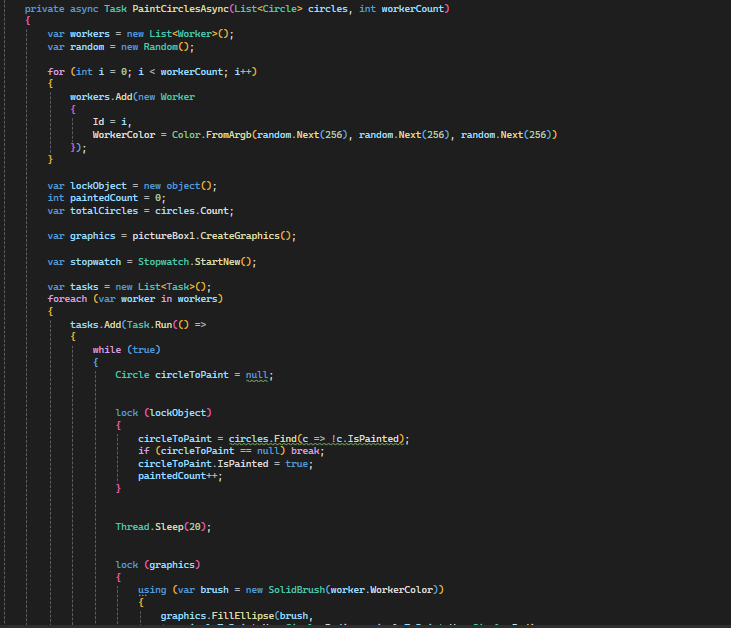 private async Task PaintCirclesAsync(List<Circle> circles, int workerCount)
{
var workers = new List<Worker>();
var random = new Random();
for (int i = 0; i < workerCount; i++)
{
workers.Add(new Worker
{
Id = i,
WorkerColor = Color.FromArgb(random.Next(256), random.Next(256), random.Next(256))
});
}
var lockObject = new object();
int paintedCount = 0;
var totalCircles = circles.Count;
var graphics = pictureBox1.CreateGraphics();
var stopwatch = Stopwatch.StartNew();
var tasks = new List<Task>();
foreach (var worker in workers)
{
tasks.Add(Task.Run(() =>
{
while (true)
{
Circle circleToPaint = null;
lock (lockObject)
{
circleToPaint = circles.Find(c => !c.IsPainted);
if (circleToPaint == null) break;
circleToPaint.IsPainted = true;
paintedCount++;
}
Thread.Sleep(20);
lock (graphics)
{
using (var brush = new SolidBrush(worker.WorkerColor))
{
graphics.FillEllipse(brush,